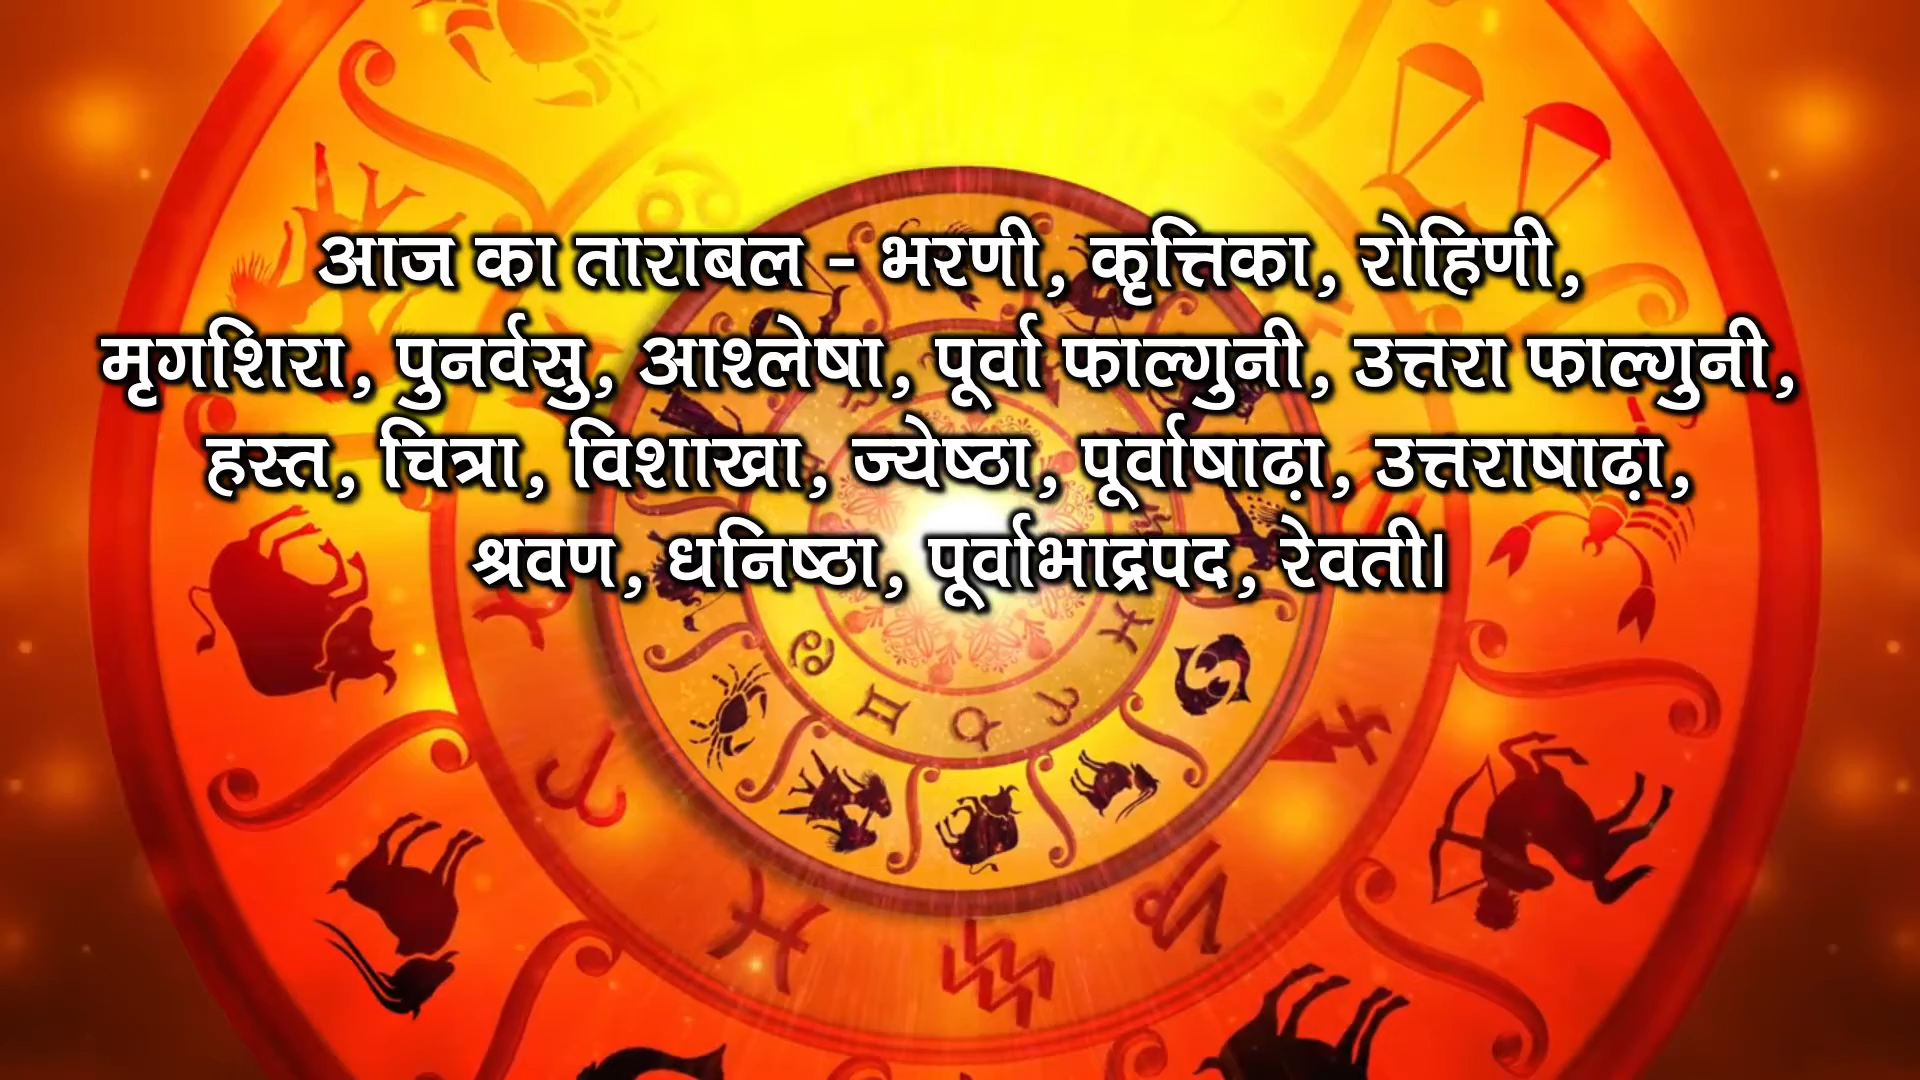 आज का ताराबल - भरणी, कृत्तिका, रोहिणी,
मृगशिरा, पुनर्वसु, आश्लेषा, पूर्वा फाल्गुनी, उत्तरा फाल्गुनी,
हस्त, चित्रा, विशाखा, ज्येष्ठा, पूर्वाषाढ़ा, उत्तराषाढ़ा,
श्रवण, धनिष्ठा, पूर्वाभाद्रपद, रेवती।